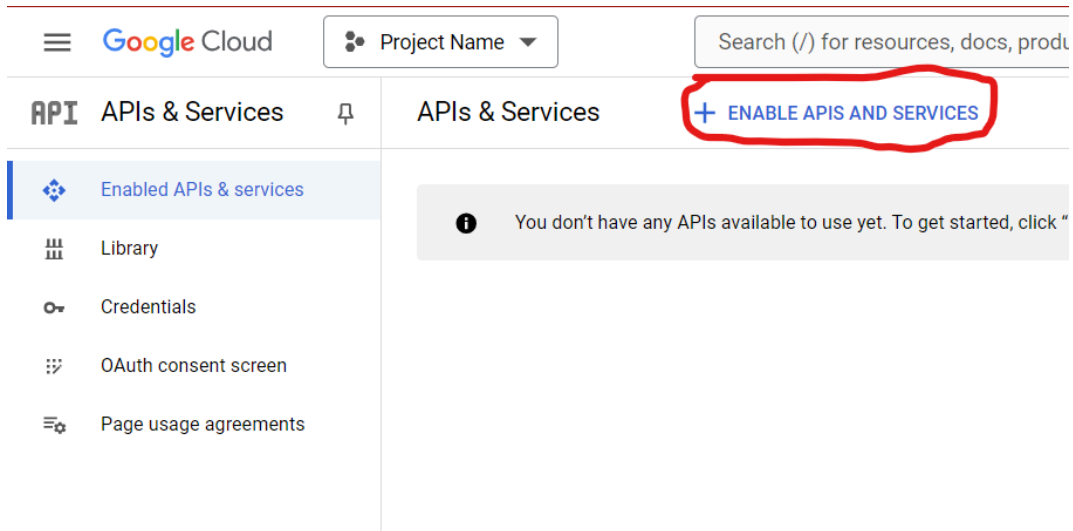 Google Cloud
Project Name
Search (/) for resources, docs, produ
API
APIs & Services
APIs & Services
+ ENABLE APIS AND SERVICES
Enabled APIs & services
You don't have any APIs available to use yet. To get started, click “
Library
Credentials
OAuth consent screen
Page usage agreements